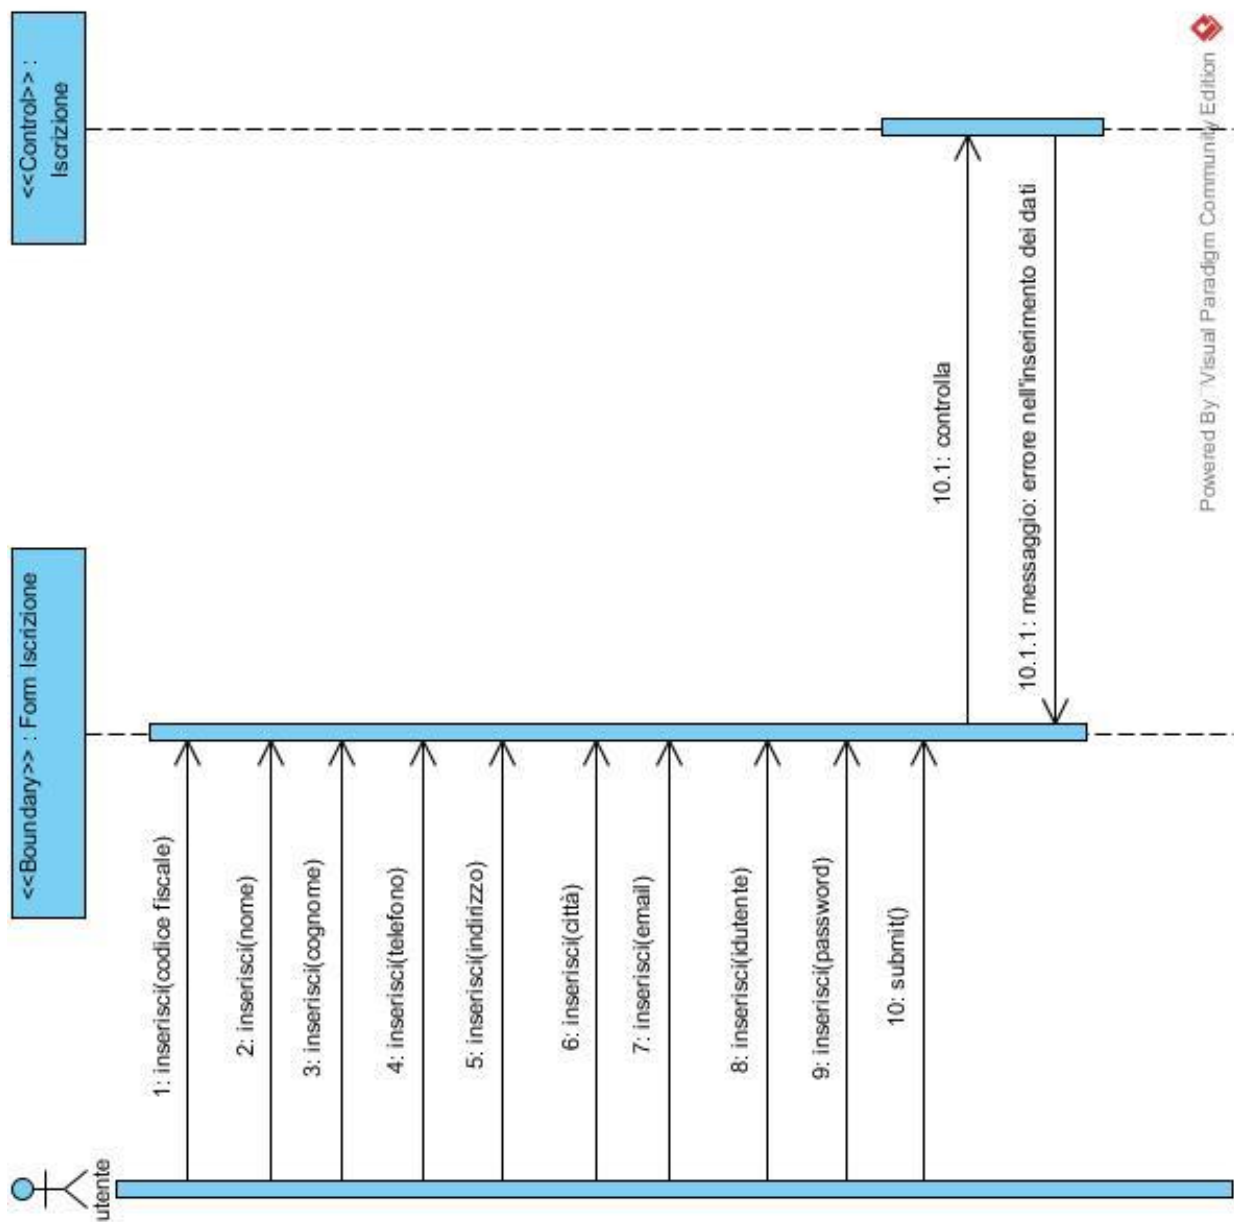 utente
<<Boundary>> : Form Iscrizione
<<Control>> :
Iscrizione
1: inserisci(codice fiscale)
2: inserisci(nome)
3: inserisci(cognome)
4: inserisci(telefono)
5: inserisci(indirizzo)
6: inserisci(città)
7: inserisci(email)
8: inserisci(idutente)
9: inserisci(password)
10: submit()
10.1: controlla
10.1.1: messaggio: errore nell'inserimento dei dati
Powered By Visual Paradigm Community Edition